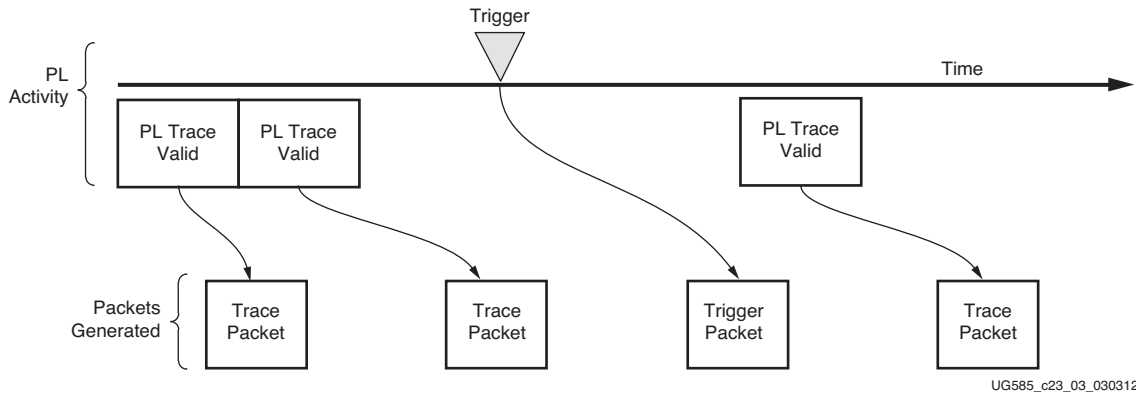 Trigger
PL
Activity
Time
PL Trace
Valid
PL Trace
Valid
PL Trace
Valid
Packets
Generated
Trace
Packet
Trace
Packet
Trigger
Packet
Trace
Packet
UG585_c23_03_030312